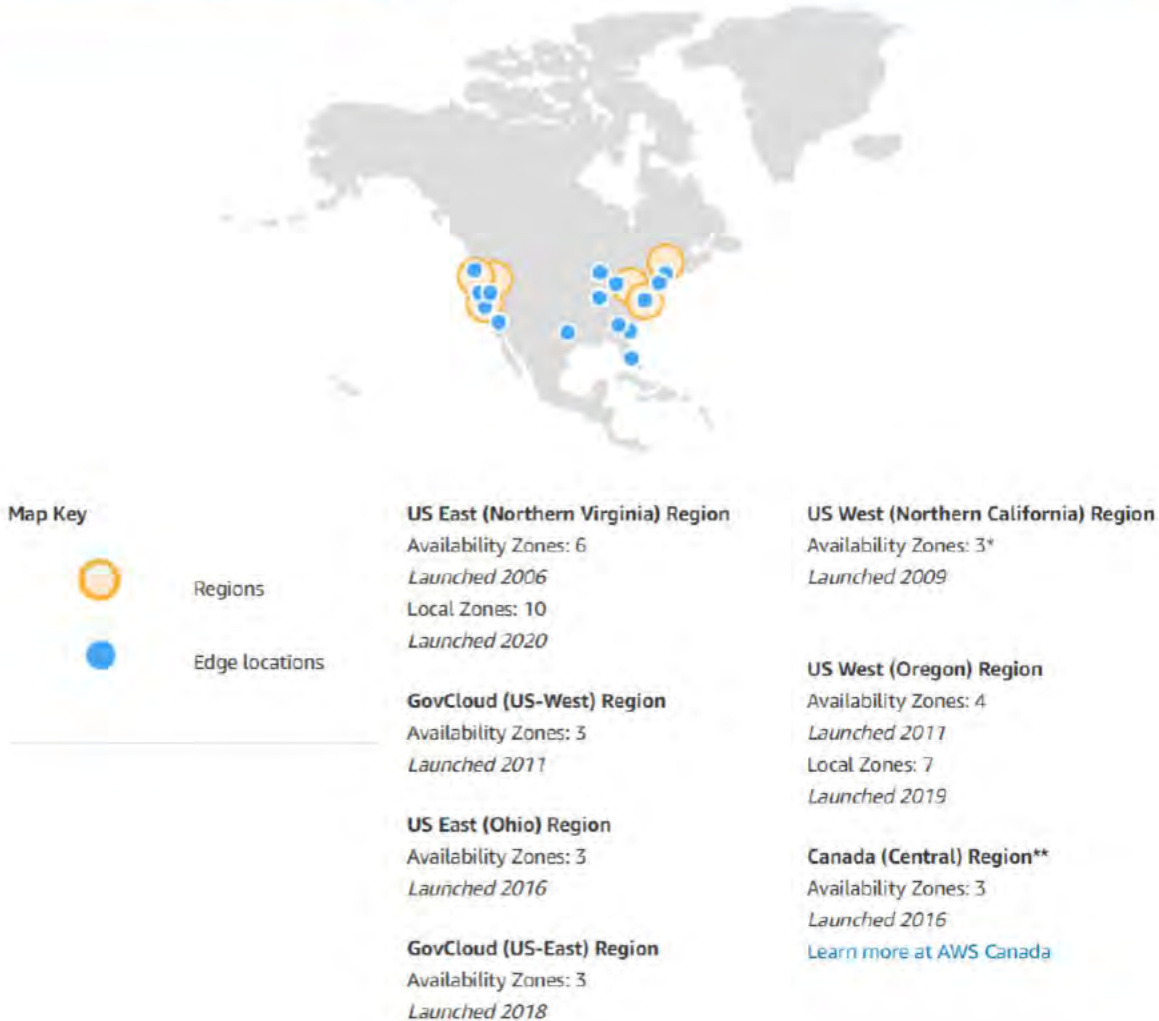 Map Key
Regions
Edge locations
US East (Northern Virginia) Region
Availability Zones: 6
Launched 2006
Local Zones: 10
Launched 2020
GovCloud (US-West) Region
Availability Zones: 3
Launched 2011
US East (Ohio) Region
Availability Zones: 3
Launched 2016
GovCloud (US-East) Region
Availability Zones: 3
Launched 2018
US West (Northern California) Region
Availability Zones: 3*
Launched 2009
US West (Oregon) Region
Availability Zones: 4
Launched 2011
Local Zones: 7
Launched 2019
Canada (Central) Region**
Availability Zones: 3
Launched 2016
Learn more at AWS Canada